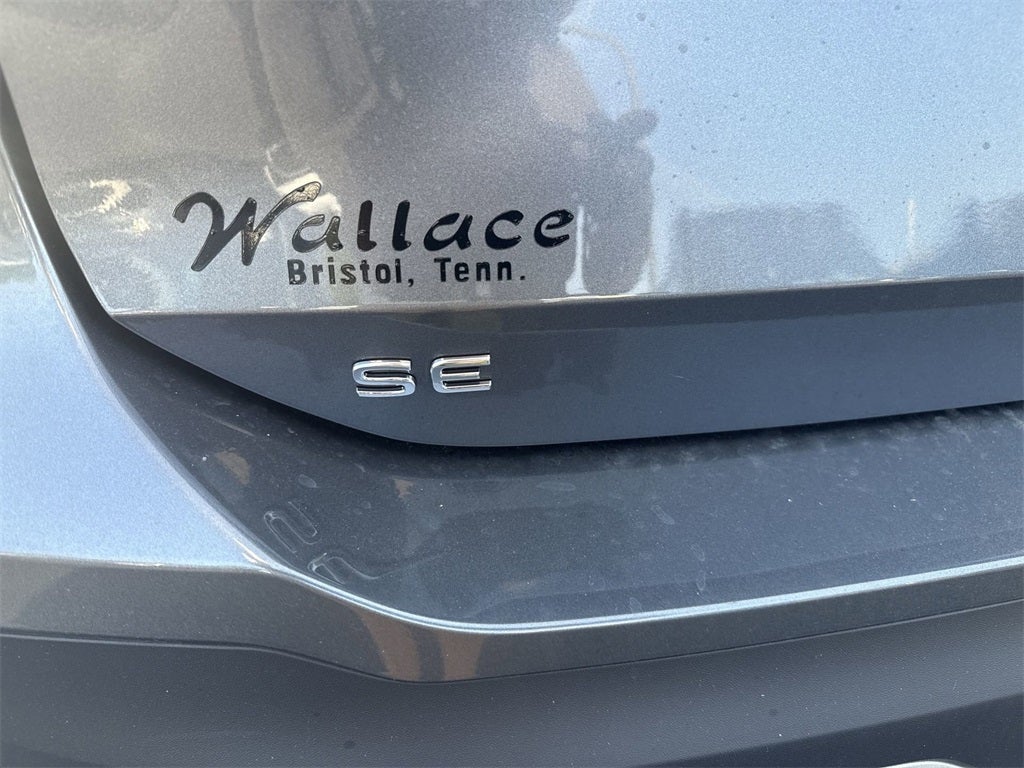 Wallace
Bristol, Tenn.
SE